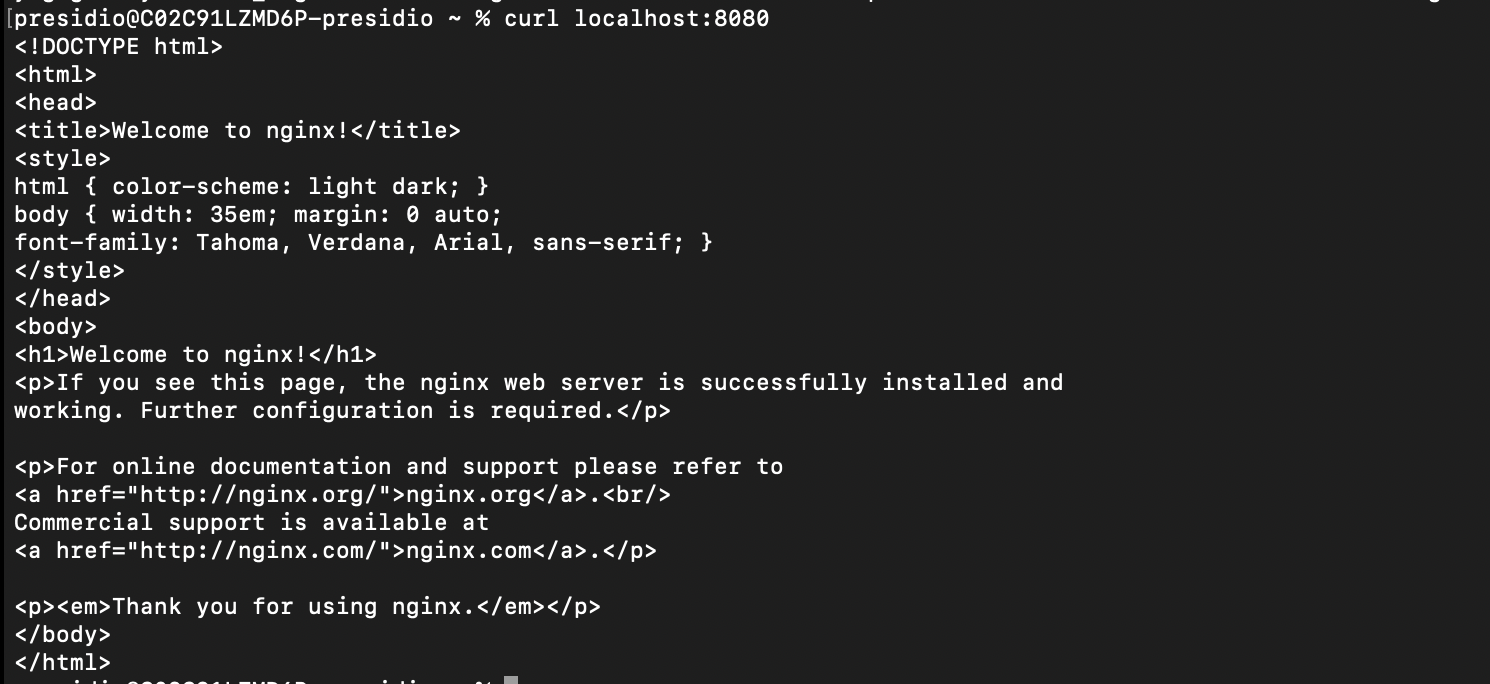 [presidio@C02C91LZMD6P-presidio ~ % curl localhost:8080
<!DOCTYPE html>
<html>
<head>
<title>Welcome to nginx!</title>
<style>
html { color-scheme: light dark; }
body { width: 35em; margin: 0 auto;
font-family: Tahoma, Verdana, Arial, sans-serif; }
</style>
</head>
<body>
<h1>Welcome to nginx!</h1>
<p>If you see this page, the nginx web server is successfully installed and
working. Further configuration is required.</p>

<p>For online documentation and support please refer to
<a href="http://nginx.org/">nginx.org</a>.<br/>
Commercial support is available at
<a href="http://nginx.com/">nginx.com</a>.</p>

<p><em>Thank you for using nginx.</em></p>
</body>
</html>